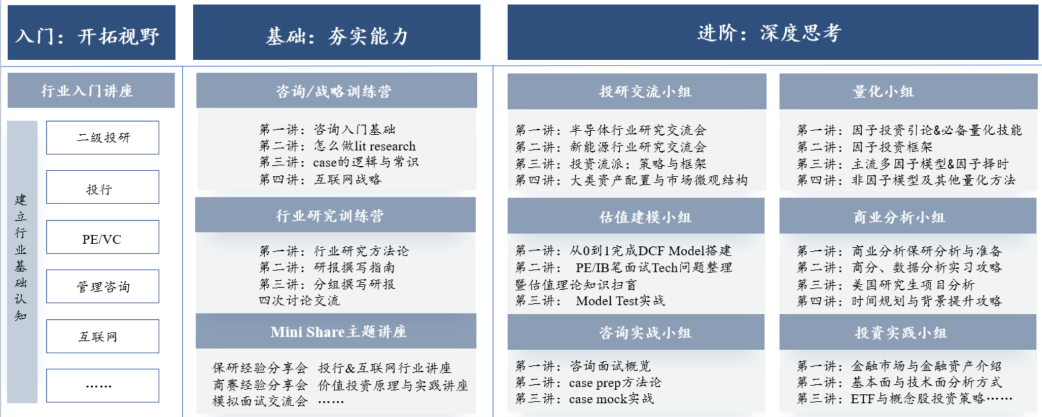 入门：开拓视野
行业入门讲座
建立行业基础认知
二级投研
投行
PE/VC
管理咨询
互联网
……
基础：夯实能力
咨询/战略训练营
第一讲：咨询入门基础
第二讲：怎么做lit research
第三讲：case的逻辑与常识
第四讲：互联网战略
行业研究训练营
第一讲：行业研究方法论
第二讲：研报撰写指南
第三讲：分组撰写研报
四次讨论交流
Mini Share主题讲座
保研经验分享会 投行&互联网行业讲座
商赛经验分享会 价值投资原理与实践讲座
模拟面试交流会 ……
进阶：深度思考
投研交流小组
第一讲：半导体行业研究交流会
第二讲：新能源行业研究交流会
第三讲：投资流派：策略与框架
第四讲：大类资产配置与市场微观结构
估值建模小组
第一讲：从0到1完成DCF Model搭建
第二讲： PE/IB笔面试Tech问题整理
暨估值理论知识扫盲
第三讲： Model Test实战
咨询实战小组
第一讲：咨询面试概览
第二讲：case prep方法论
第三讲：case mock实战
量化小组
第一讲：因子投资引论&必备量化技能
第二讲：因子投资框架
第三讲：主流多因子模型&因子择时
第四讲：非因子模型及其他量化方法
商业分析小组
第一讲：商业分析保研分析与准备
第二讲：商分、数据分析实习攻略
第三讲：美国研究生项目分析
第四讲：时间规划与背景提升攻略
投资实践小组
第一讲：金融市场与金融资产介绍
第二讲：基本面与技术面分析方式
第三讲：ETF与概念股投资策略……